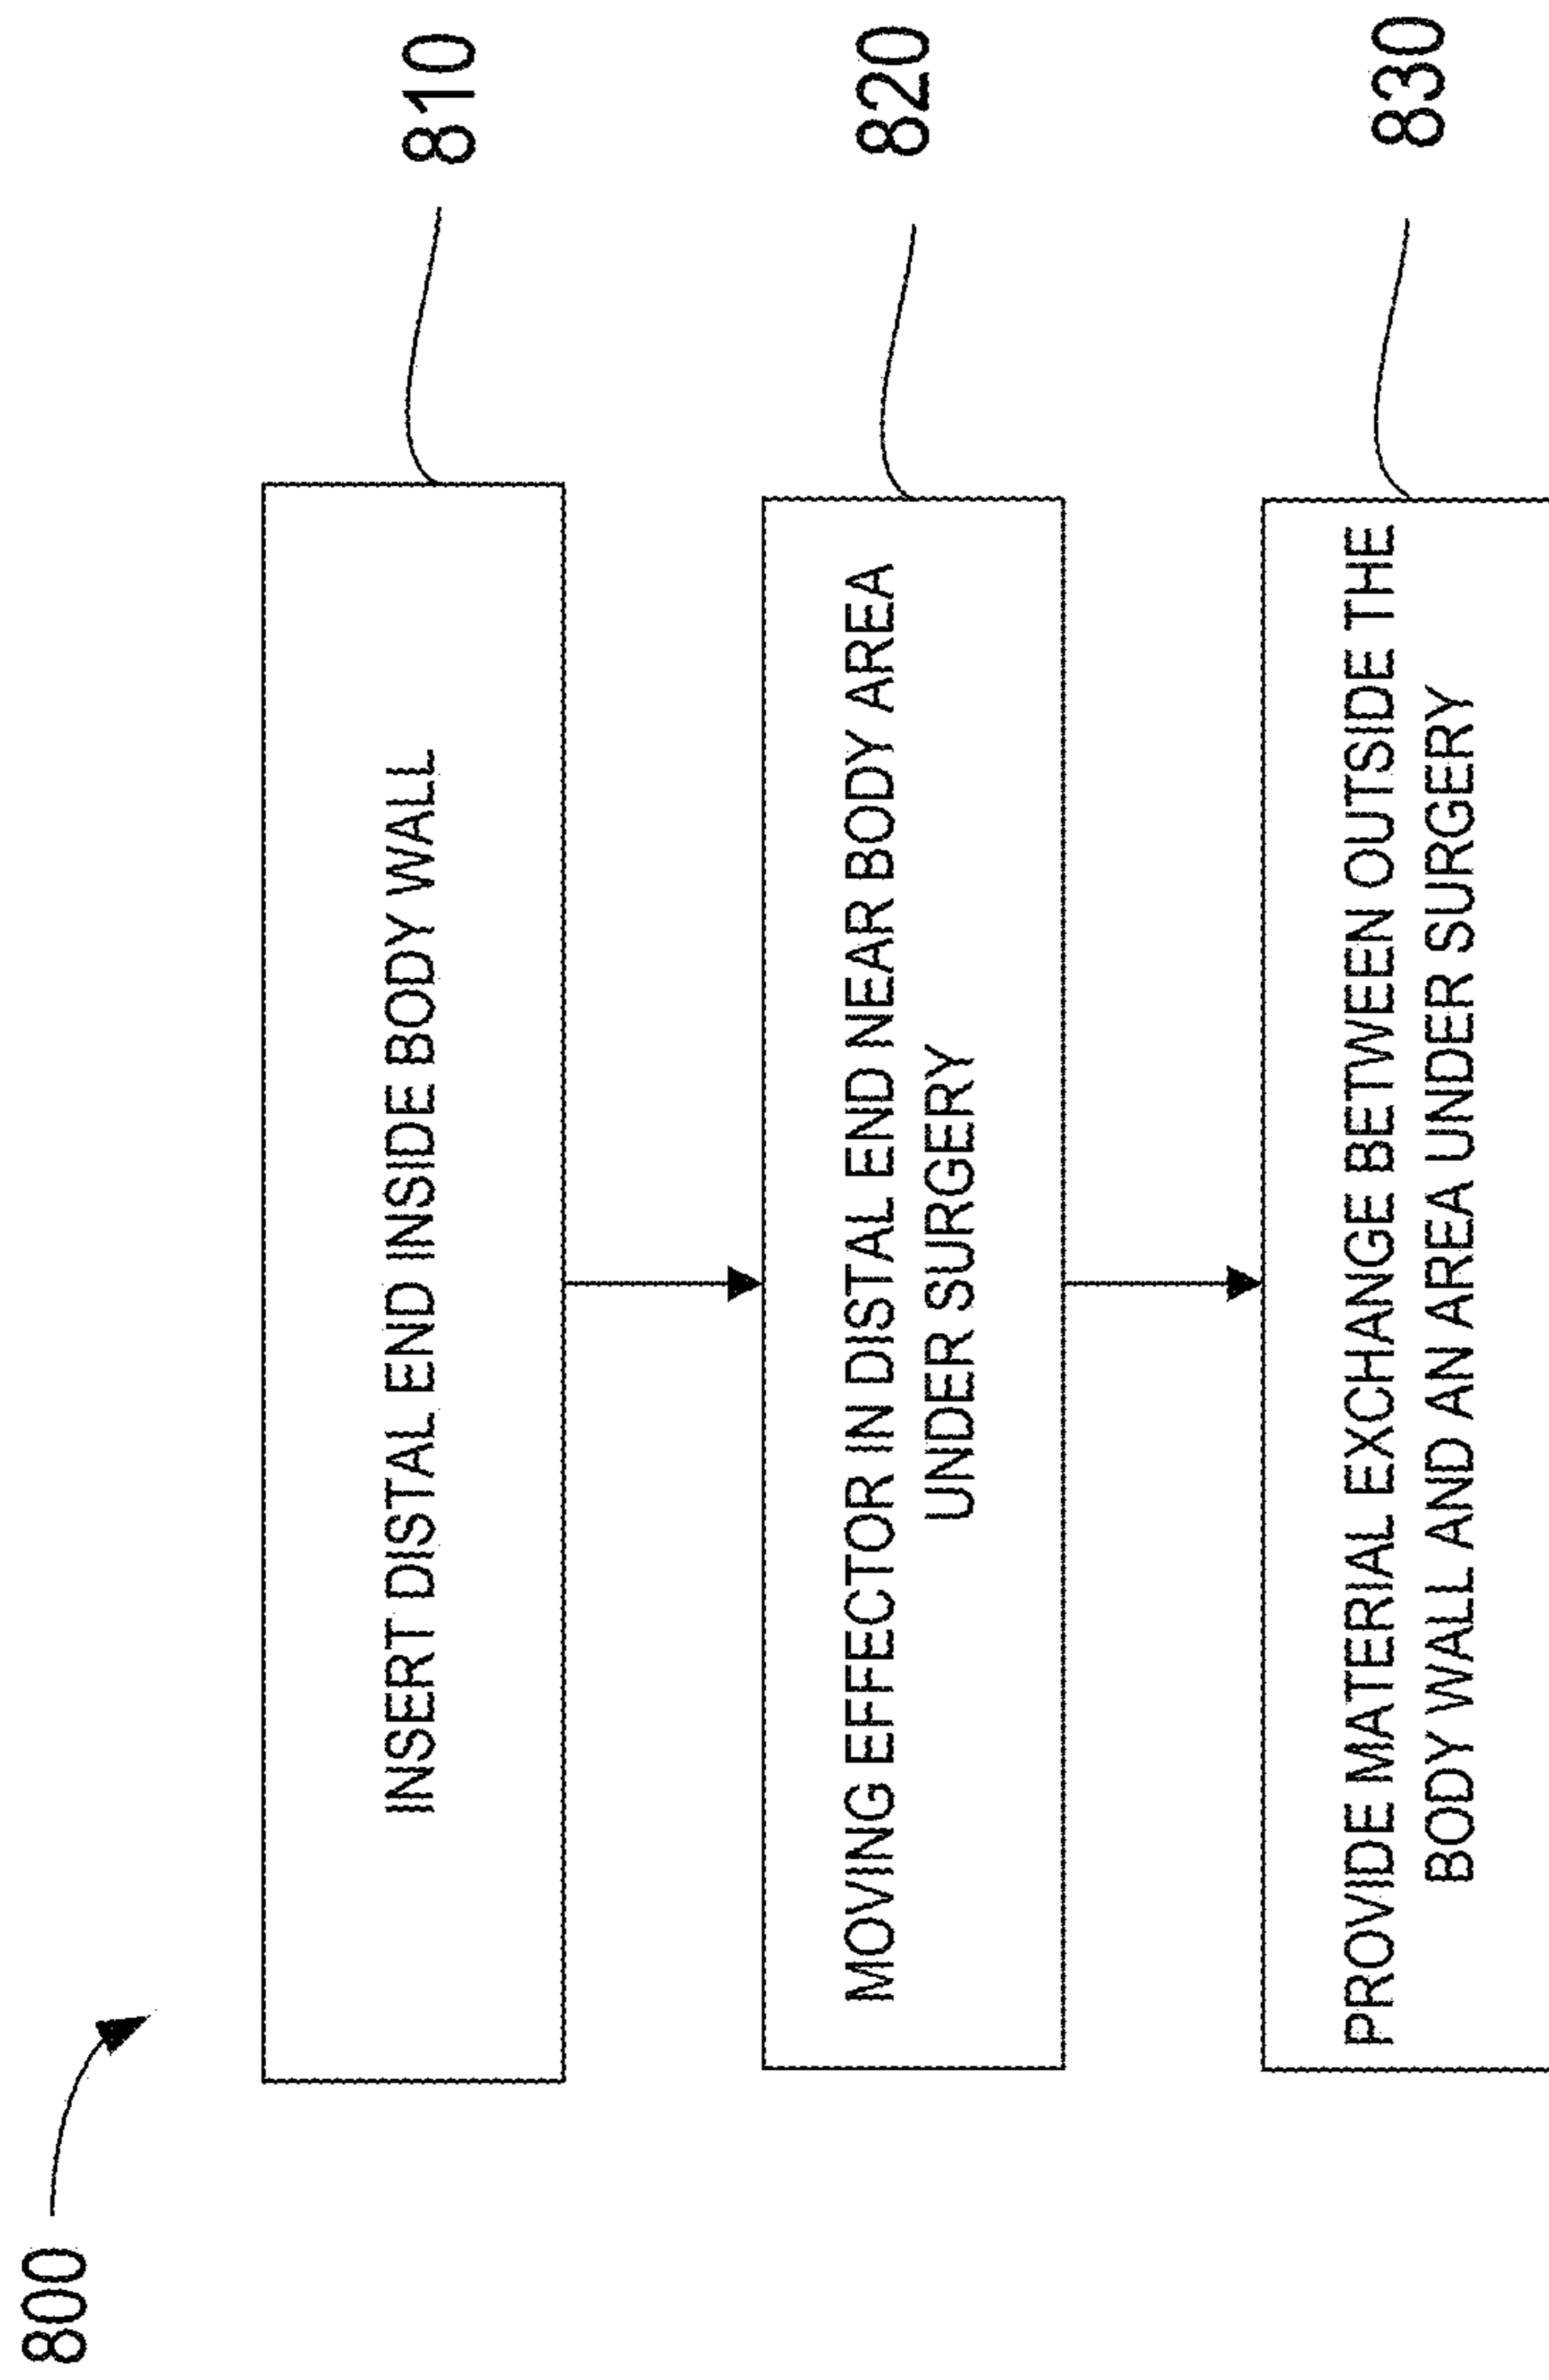 800
INSERT DISTAL END INSIDE BODY WALL
810
MOVING EFFECTOR IN DISTAL END NEAR BODY AREA
UNDER SURGERY
820
PROVIDE MATERIAL EXCHANGE BETWEEN OUTSIDE THE
BODY WALL AND AN AREA UNDER SURGERY
830